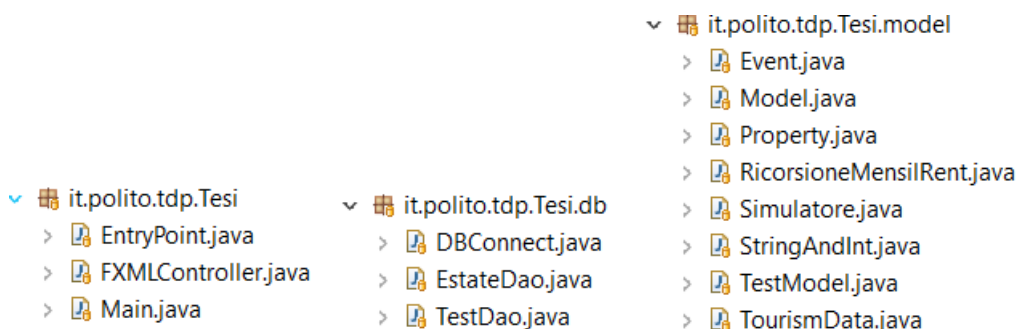 it.polito.tdp.Tesi
EntryPoint.java
FXMLController.java
Main.java
it.polito.tdp.Tesi.db
DBConnect.java
EstateDao.java
TestDao.java
it.polito.tdp.Tesi.model
Event.java
Model.java
Property.java
RicorsioneMensilRent.java
Simulatore.java
StringAndInt.java
TestModel.java
TourismData.java